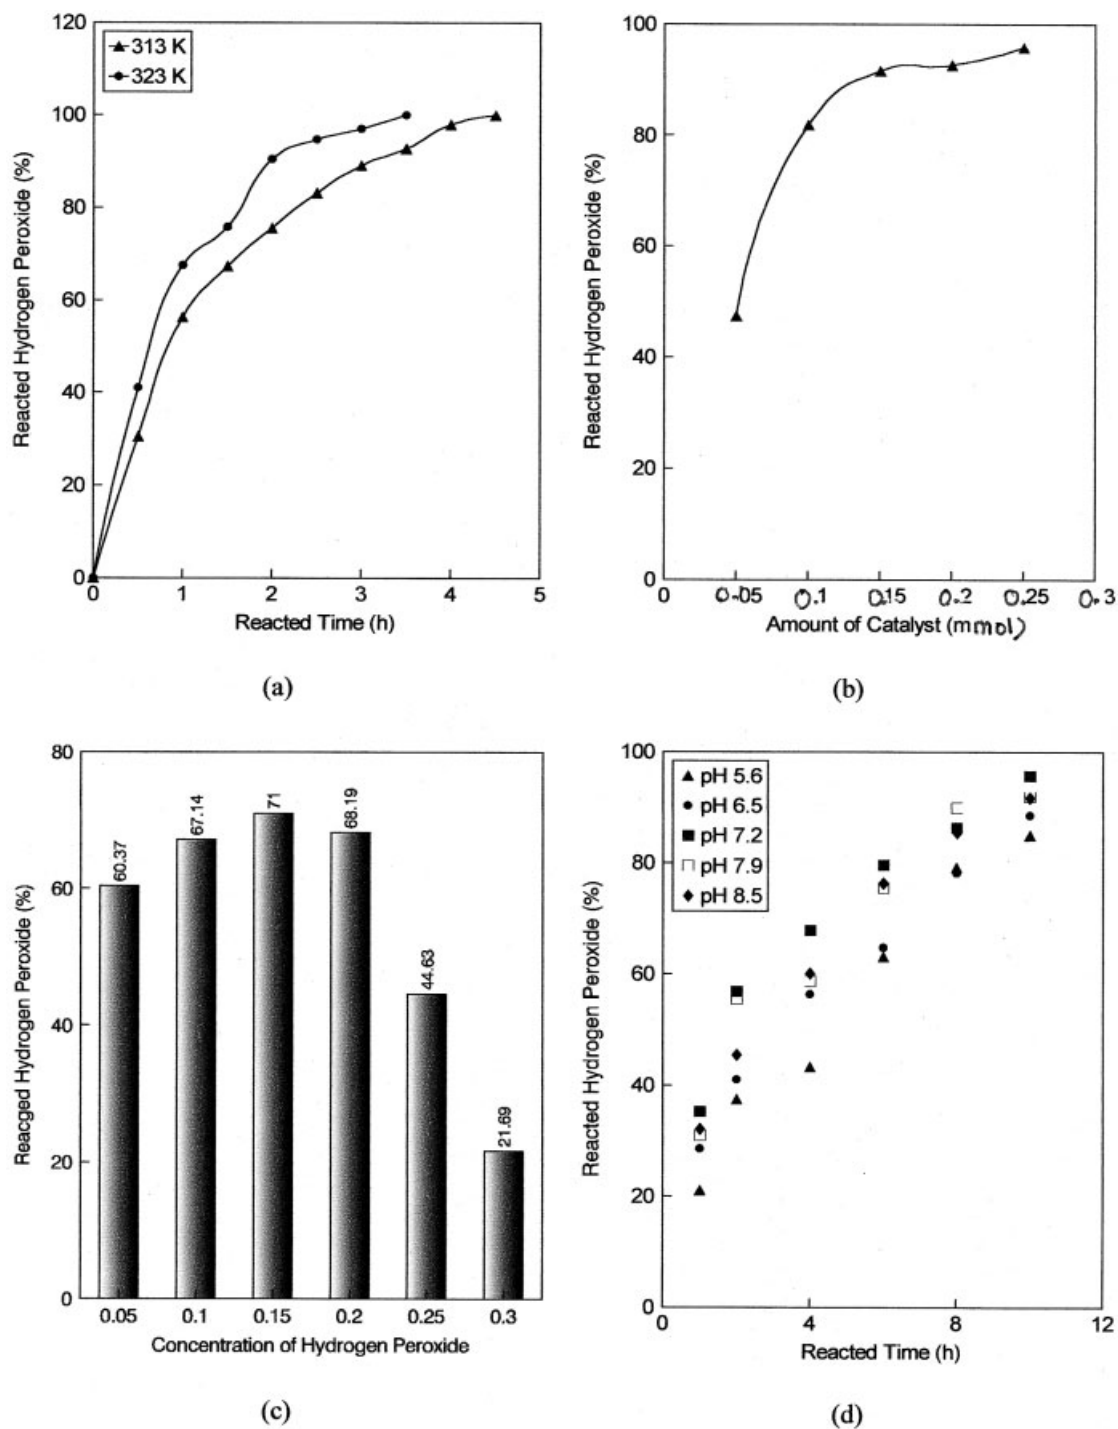 120
100
80
60
40
20
0
313 K
323 K
Reacted Hydrogen Peroxide (%)
0 1 2 3 4 5
Reacted Time (h)
(a)
100
80
60
40
20
0
Reacted Hydrogen Peroxide (%)
0 0.05 0.1 0.15 0.2 0.25 0.3
Amount of Catalyst (mmol)
(b)
80
60
40
20
0
Reacged Hydrogen Peroxide (%)
60.37
67.14
71
68.19
44.63
21.69
0.05 0.1 0.15 0.2 0.25 0.3
Concentration of Hydrogen Peroxide
(c)
100
80
60
40
20
0
pH 5.6
pH 6.5
pH 7.2
pH 7.9
pH 8.5
Reacted Hydrogen Peroxide (%)
0 4 8 12
Reacted Time (h)
(d)